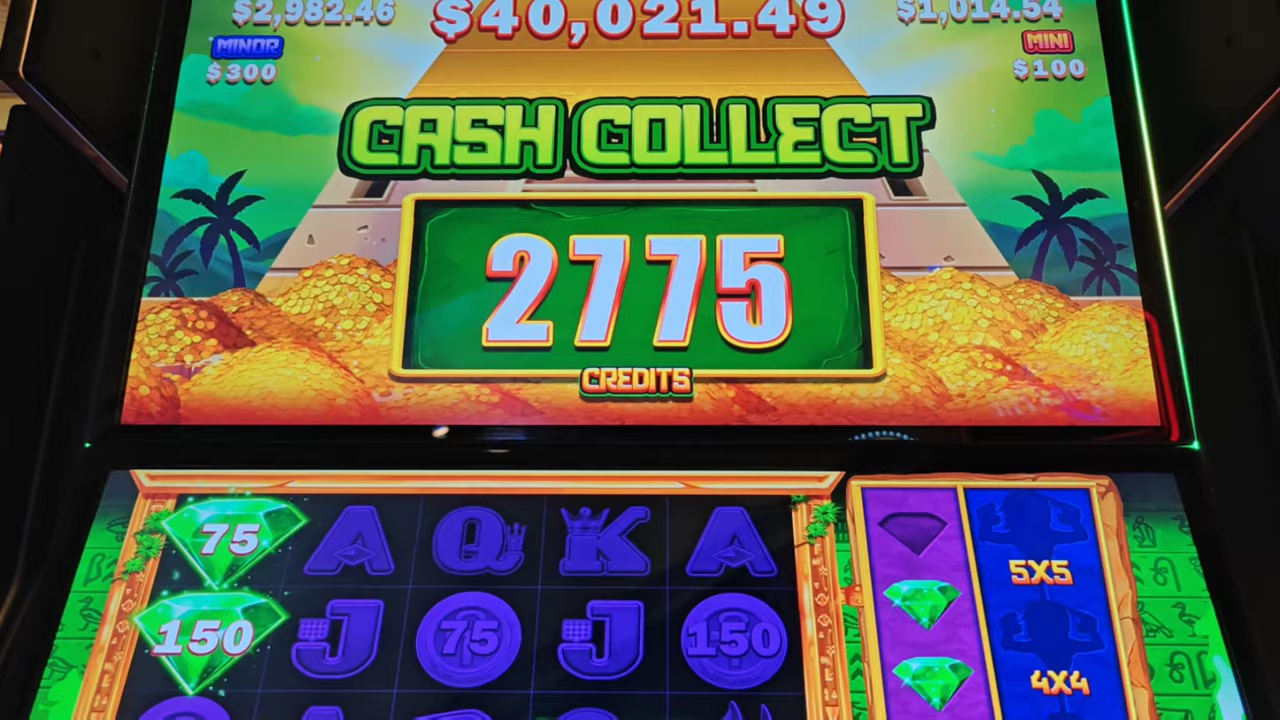 $2,982.46 $40,021.49 $1,014.54
MINOR MINI
$300 $100
CASH COLLECT
2775
CREDITS
75 A Q K A
5X5
150 J 75 J 150
4X4